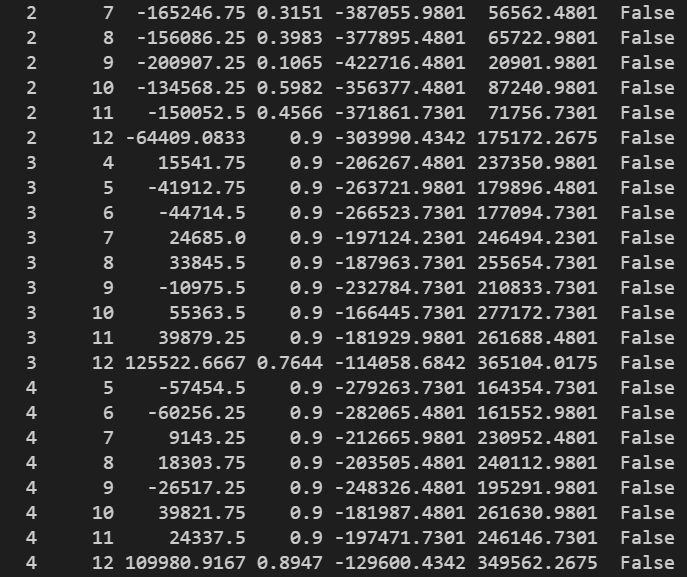 2 7 -165246.75 0.3151 -387055.9801 56562.4801 False
2 8 -156086.25 0.3983 -377895.4801 65722.9801 False
2 9 -200907.25 0.1065 -422716.4801 20901.9801 False
2 10 -134568.25 0.5982 -356377.4801 87240.9801 False
2 11 -150052.5 0.4566 -371861.7301 71756.7301 False
2 12 -64409.0833 0.9 -303990.4342 175172.2675 False
3 4 15541.75 0.9 -206267.4801 237350.9801 False
3 5 -41912.75 0.9 -263721.9801 179896.4801 False
3 6 -44714.5 0.9 -266523.7301 177094.7301 False
3 7 24685.0 0.9 -197124.2301 246494.2301 False
3 8 33845.5 0.9 -187963.7301 255654.7301 False
3 9 -10975.5 0.9 -232784.7301 210833.7301 False
3 10 55363.5 0.9 -166445.7301 277172.7301 False
3 11 39879.25 0.9 -181929.9801 261688.4801 False
3 12 125522.6667 0.7644 -114058.6842 365104.0175 False
4 5 -57454.5 0.9 -279263.7301 164354.7301 False
4 6 -60256.25 0.9 -282065.4801 161552.9801 False
4 7 9143.25 0.9 -212665.9801 230952.4801 False
4 8 18303.75 0.9 -203505.4801 240112.9801 False
4 9 -26517.25 0.9 -248326.4801 195291.9801 False
4 10 39821.75 0.9 -181987.4801 261630.9801 False
4 11 24337.5 0.9 -197471.7301 246146.7301 False
4 12 109980.9167 0.8947 -129600.4342 349562.2675 False